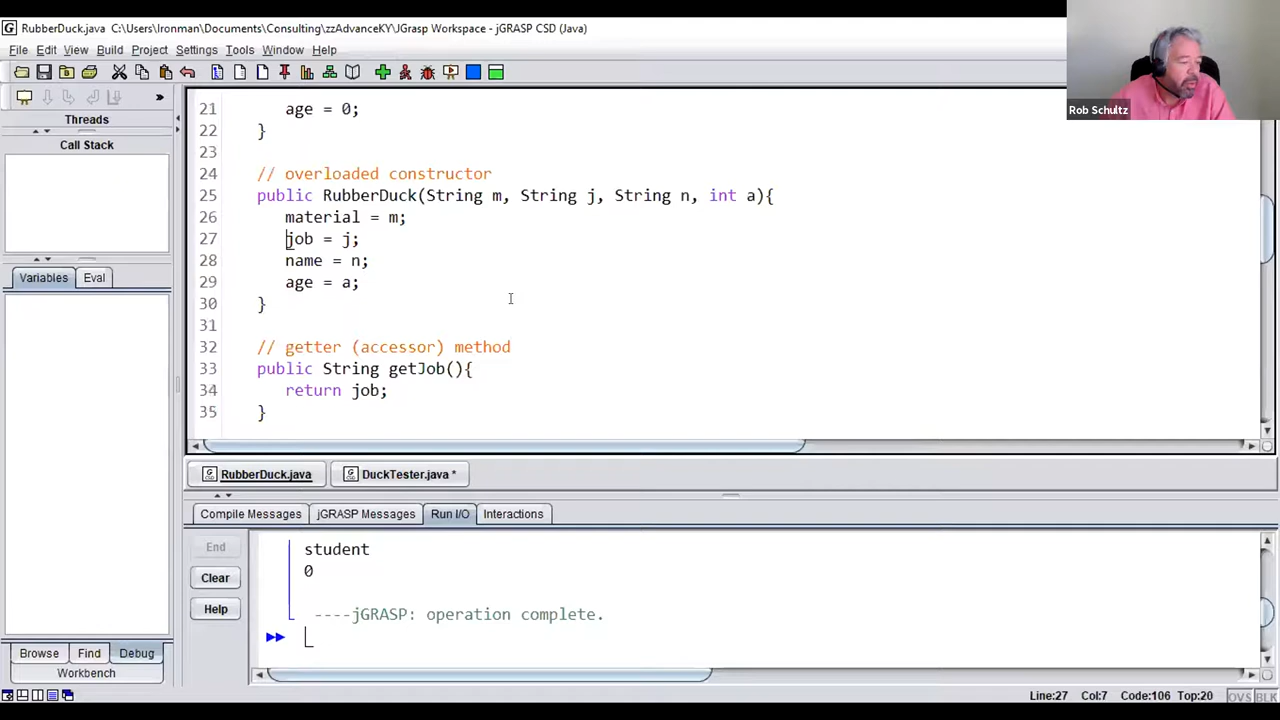 RubberDuck.java C:\Users\Ironman\Documents\Consulting\zzAdvanceKY\JGrasp Workspace - jGRASP CSD (Java)
File Edit View Build Project Settings Tools Window Help
Rob Schultz
Threads
Call Stack
Variables Eval
21 age = 0;
22 }
23
24 // overloaded constructor
25 public RubberDuck(String m, String j, String n, int a){
26 material = m;
27 job = j;
28 name = n;
29 age = a;
30 }
31
32 // getter (accessor) method
33 public String getJob(){
34 return job;
35 }
RubberDuck.java DuckTester.java *
Compile Messages jGRASP Messages Run I/O Interactions
End
Clear
Help
student
0
----jGRASP: operation complete.
Browse Find Debug
Workbench
Line:27 Col:7 Code:106 Top:20 OVS BLK